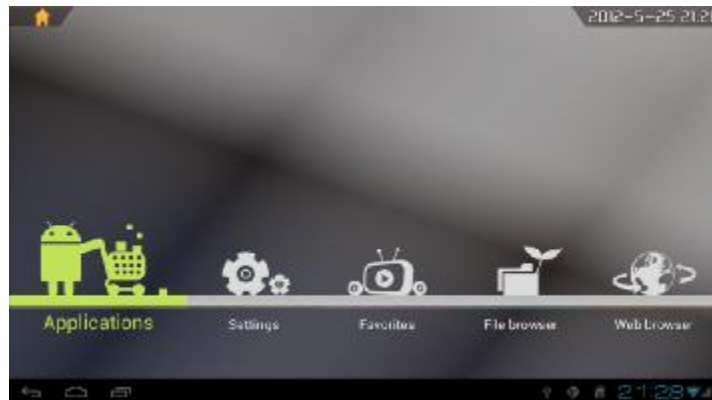 2012-5-25 21:2
Applications
Settings
Favorites
File browser
Web browser
21:28